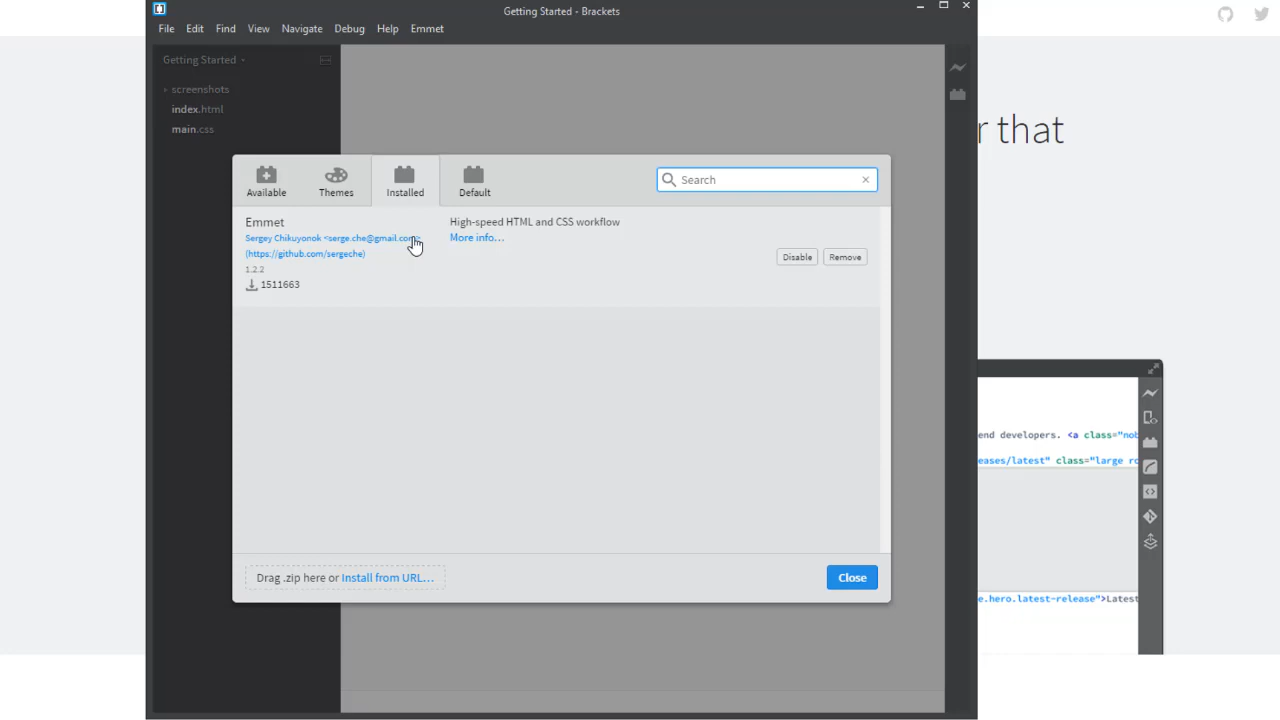 Getting Started - Brackets
File Edit Find View Navigate Debug Help Emmet
Getting Started
screenshots
index.html
main.css
r that
Available
Themes
Installed
Default
Search
Emmet
Sergey Chikuyonok <serge.che@gmail.com>
(https://github.com/sergeche)
1.2.2
1511663
High-speed HTML and CSS workflow
More info...
Disable
Remove
Drag .zip here or Install from URL...
Close
end developers. <a class="nob
eases/latest" class="large ro
e.hero.latest-release">Latest